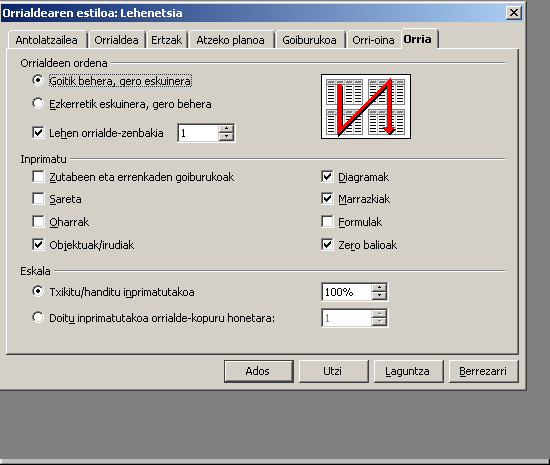 Orrialdearen estiloa: Lehenetsia
Antolatzailea Orrialdea Ertzak Atzeko planoa Goiburukoa Orri-oina Orria
Orrialdeen ordena
Goitik behera, gero eskuinera
Ezkerretik eskuinera, gero behera
Lehen orrialde-zenbakia 1
Inprimatu
Zutabeen eta errenkaden goiburukoak Diagramak
Sareta Marrazkiak
Oharrak Formulak
Objektuak/irudiak Zero balioak
Eskala
Txikitu/handitu inprimatutakoa 100%
Doitu inprimatutakoa orrialde-kopuru honetara: 1
Ados Utzi Laguntza Berrezarri